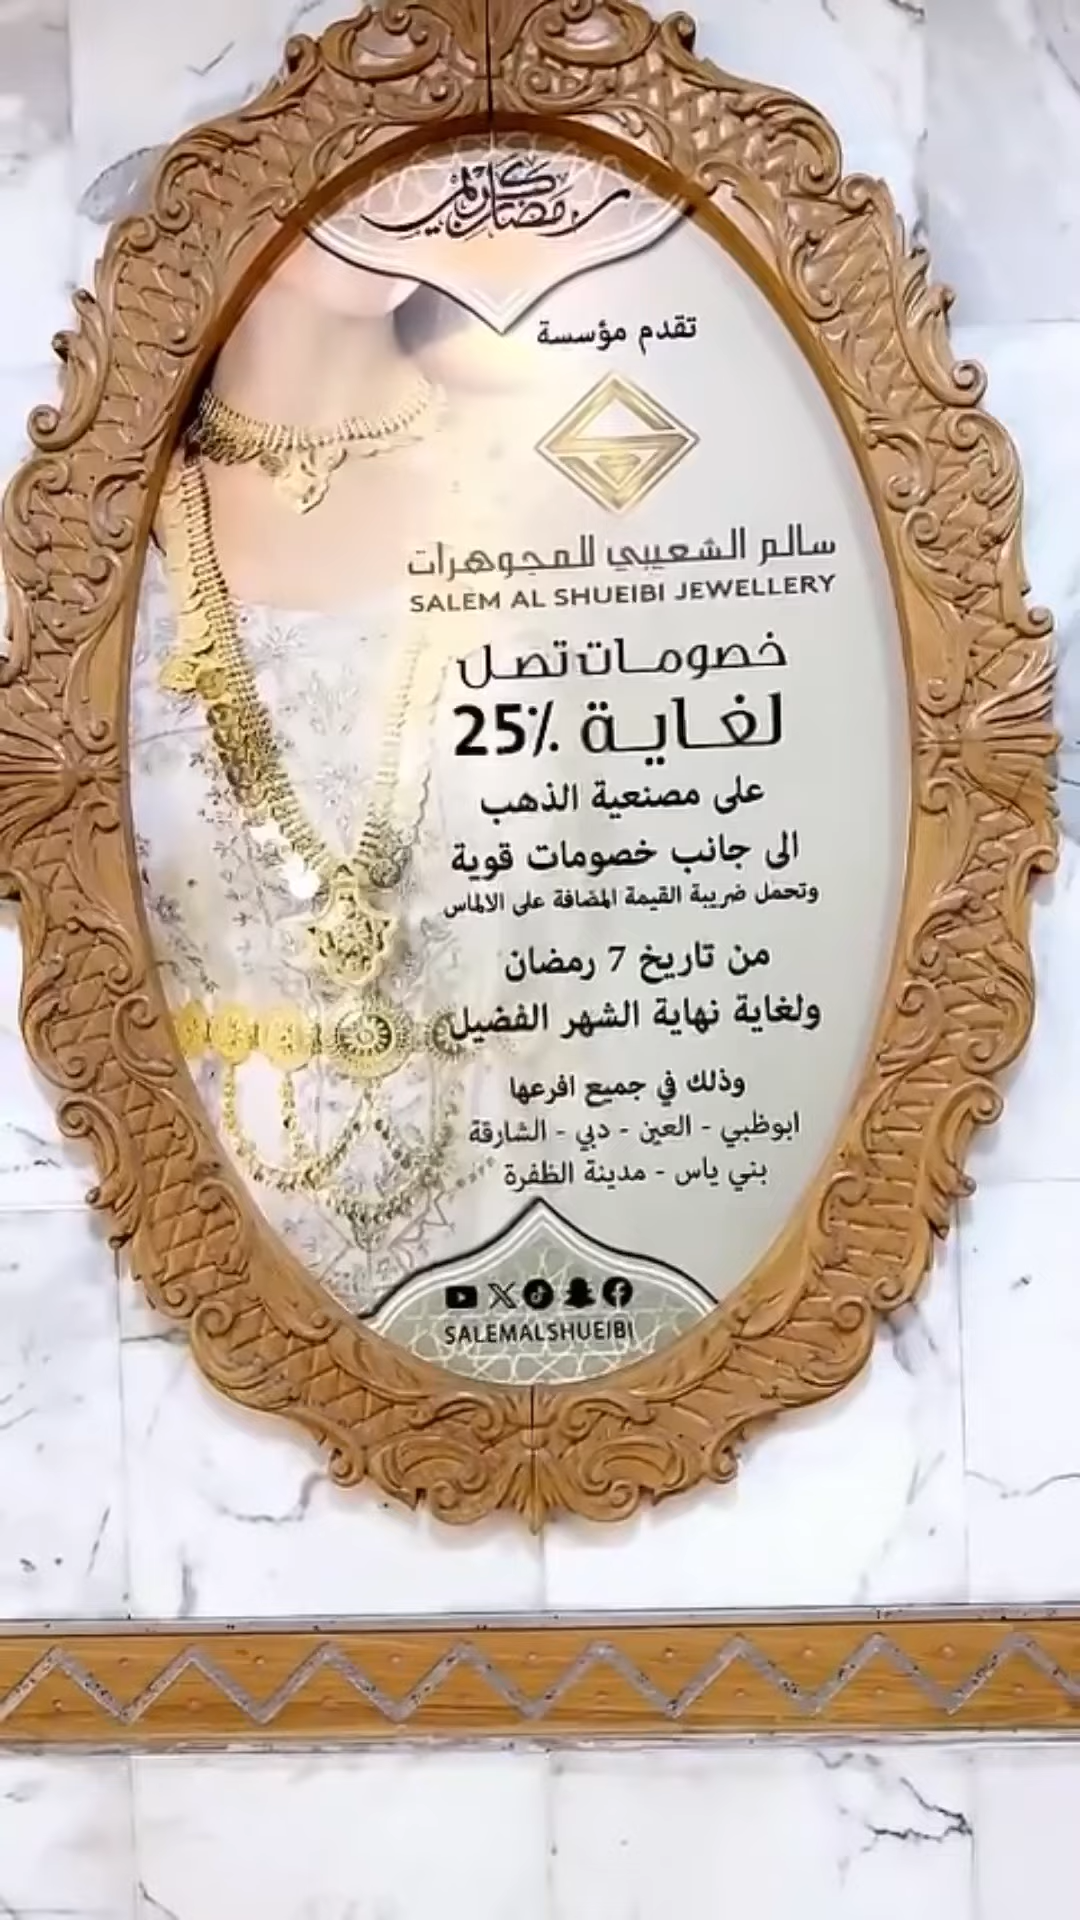 رمضان كريم
تقدم مؤسسة
سالم الشعيبي للمجوهرات
SALEM AL SHUEIBI JEWELLERY
خصومات تصل
لغاية 25٪
على مصنعية الذهب
الى جانب خصومات قوية
وتحمل ضريبة القيمة المضافة على الالماس
من تاريخ 7 رمضان
ولغاية نهاية الشهر الفضيل
وذلك في جميع افرعها
ابوظبي - العين - دبي - الشارقة
بني ياس - مدينة الظفرة
SALEMALSHUEIBI